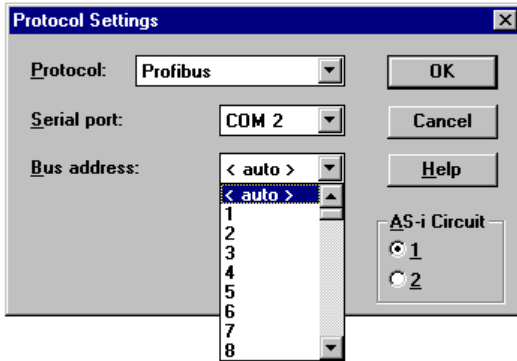 Protocol Settings
Protocol: Profibus
OK
Serial port: COM 2
Cancel
Bus address: < auto >
Help
< auto >
1
2
3
4
5
6
7
8
AS-i Circuit
1
2